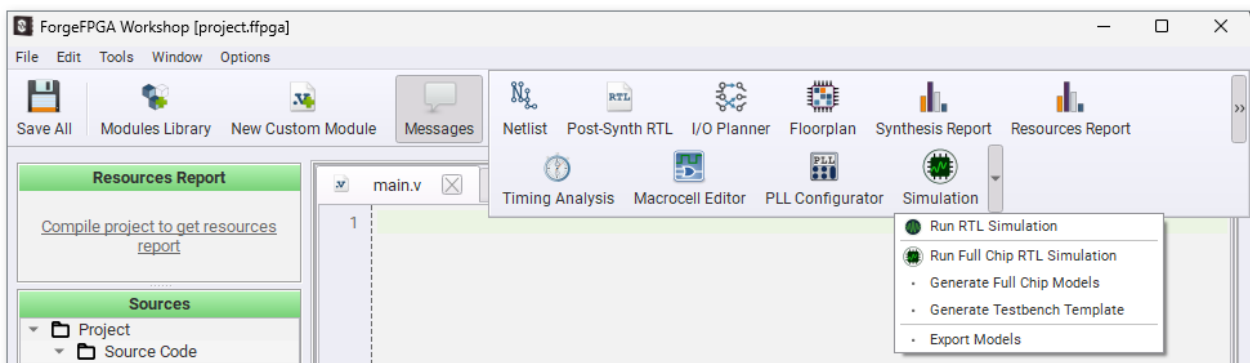 ForgeFPGA Workshop [project.ffpga]
File Edit Tools Window Options
Save All Modules Library New Custom Module Messages Netlist Post-Synth RTL I/O Planner Floorplan Synthesis Report Resources Report »
Timing Analysis Macrocell Editor PLL Configurator Simulation
Run RTL Simulation
Run Full Chip RTL Simulation
Generate Full Chip Models
Generate Testbench Template
Export Models
Resources Report
Compile project to get resources
report
Sources
Project
Source Code
main.v
1
.v
.v
RTL
PLL